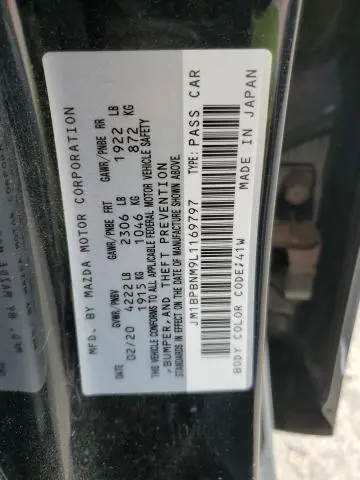 MFD. BY MAZDA MOTOR CORPORATION
DATE GVWR/PNBV GAWR/PNBE FRT GAWR/PNBE RR
02/20 4222 LB 2306 LB 1922 LB
1915 KG 1046 KG 872 KG
THIS VEHICLE CONFORMS TO ALL APPLICABLE FEDERAL MOTOR VEHICLE SAFETY
, BUMPER, AND THEFT PREVENTION
STANDARDS IN EFFECT ON THE DATE OF MANUFACTURE SHOWN ABOVE.
JM1BPBNM9L1169797 TYPE: PASS CAR
BODY COLOR CODE:41W MADE IN JAPAN